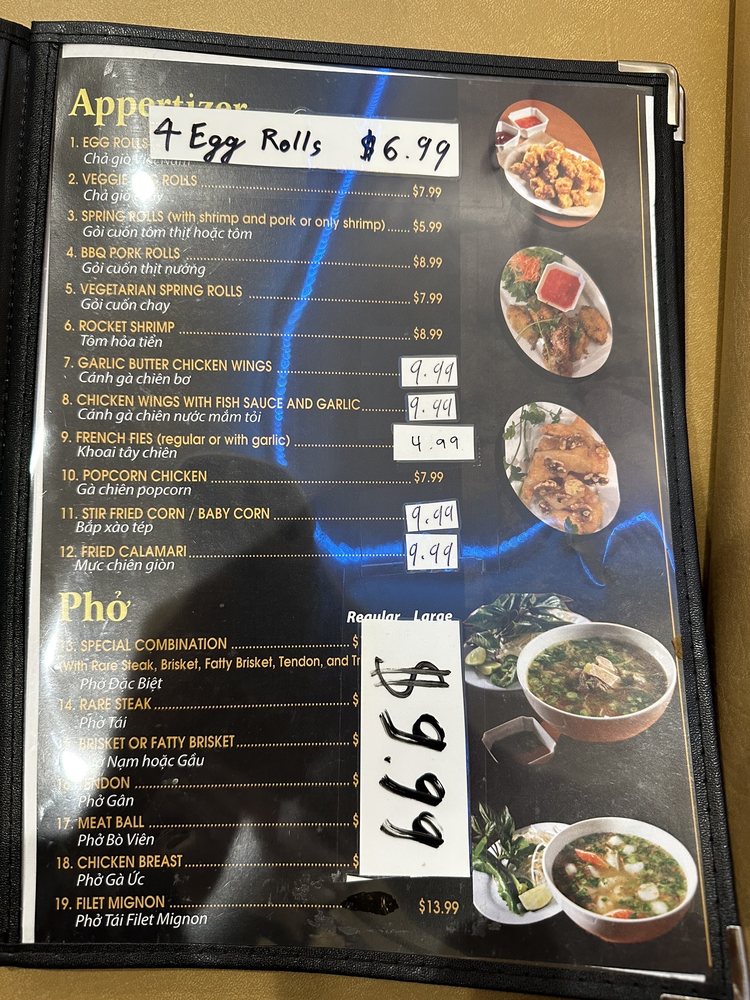 Appertizer
4 Egg Rolls $6.99
1. EGG ROLLS
Chả giò Việt Nam
2. VEGGIE EGG ROLLS $7.99
Chả giò chay
3. SPRING ROLLS (with shrimp and pork or only shrimp) $5.99
Gỏi cuốn tôm thịt hoặc tôm
4. BBQ PORK ROLLS $8.99
Gỏi cuốn thịt nướng
5. VEGETARIAN SPRING ROLLS $7.99
Gỏi cuốn chay
6. ROCKET SHRIMP $8.99
Tôm hỏa tiễn
7. GARLIC BUTTER CHICKEN WINGS 9.99
Cánh gà chiên bơ
8. CHICKEN WINGS WITH FISH SAUCE AND GARLIC 9.99
Cánh gà chiên nước mắm tỏi
9. FRENCH FIES (regular or with garlic) 4.99
Khoai tây chiên
10. POPCORN CHICKEN $7.99
Gà chiên popcorn
11. STIR FRIED CORN / BABY CORN 9.99
Bắp xào tép
12. FRIED CALAMARI 9.99
Mực chiên giòn
Phở
Regular Large
$9.99
13. SPECIAL COMBINATION $
(With Rare Steak, Brisket, Fatty Brisket, Tendon, and
Phở Đặc Biệt
14. RARE STEAK $
Phở Tái
BRISKET OR FATTY BRISKET $
Nạm hoặc Gầu
TENDON $
Phở Gân
17. MEAT BALL $
Phở Bò Viên
18. CHICKEN BREAST $
Phở Gà Ức
19. FILET MIGNON $13.99
Phở Tái Filet Mignon